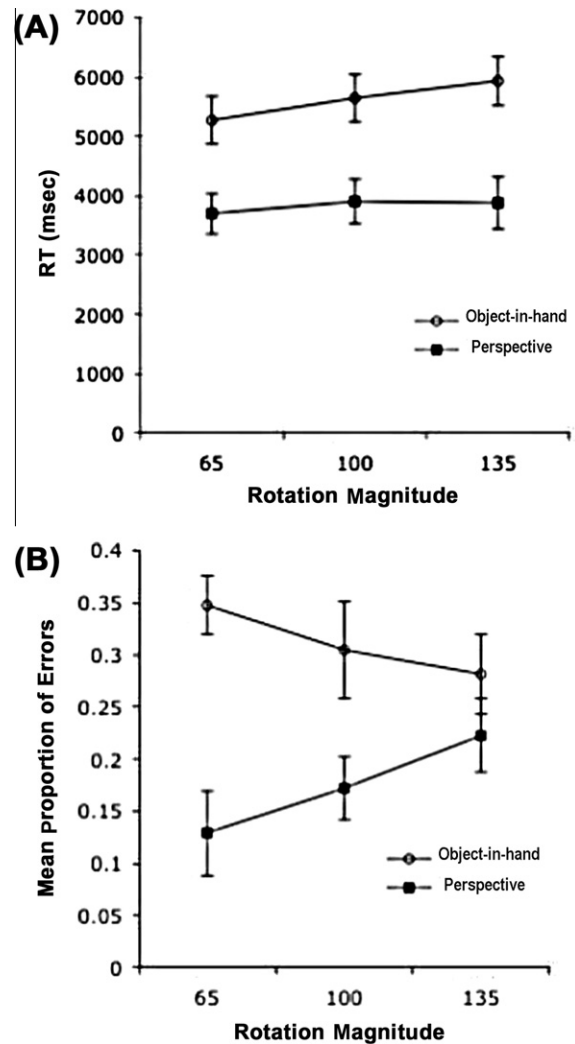 (A)
7000
6000
5000
4000
3000
2000
1000
0
RT (msec)
Object-in-hand
Perspective
65 100 135
Rotation Magnitude
(B)
0.4
0.35
0.3
0.25
0.2
0.15
0.1
0.05
0
Mean Proportion of Errors
Object-in-hand
Perspective
65 100 135
Rotation Magnitude